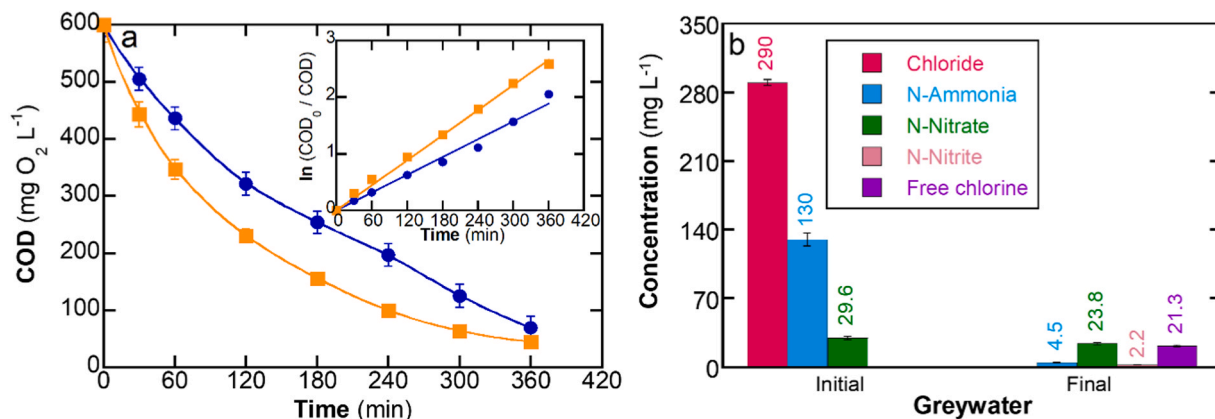 a
600
500
400
300
200
100
0
COD (mg O2 L-1)
0 60 120 180 240 300 360 420
Time (min)
3
2
1
0
ln (COD0 / COD)
0 60 120 180 240 300 360 420
Time (min)
b
350
280
210
140
70
0
Concentration (mg L-1)
290
130
29.6
4.5
23.8
2.2
21.3
Chloride
N-Ammonia
N-Nitrate
N-Nitrite
Free chlorine
Initial Final
Greywater